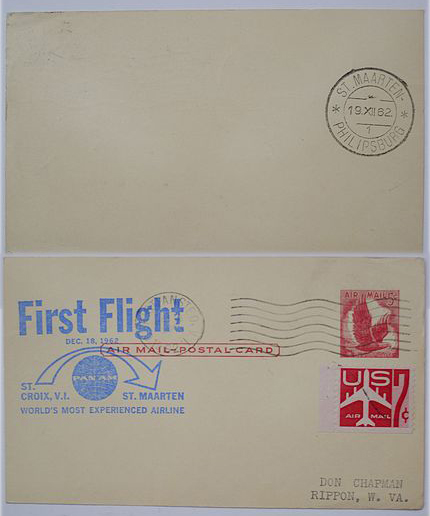 ST. MAARTEN-
19.XII.62.
1
* PHILIPSBURG *
First Flight
DEC. 18, 1962
AIR MAIL-POSTAL-CARD
AIR MAIL 5¢
PAN AM
ST.
CROIX, V.I.
ST. MAARTEN
WORLD'S MOST EXPERIENCED AIRLINE
US 7¢
AIR MAIL
DON CHAPMAN
RIPPON, W. VA.